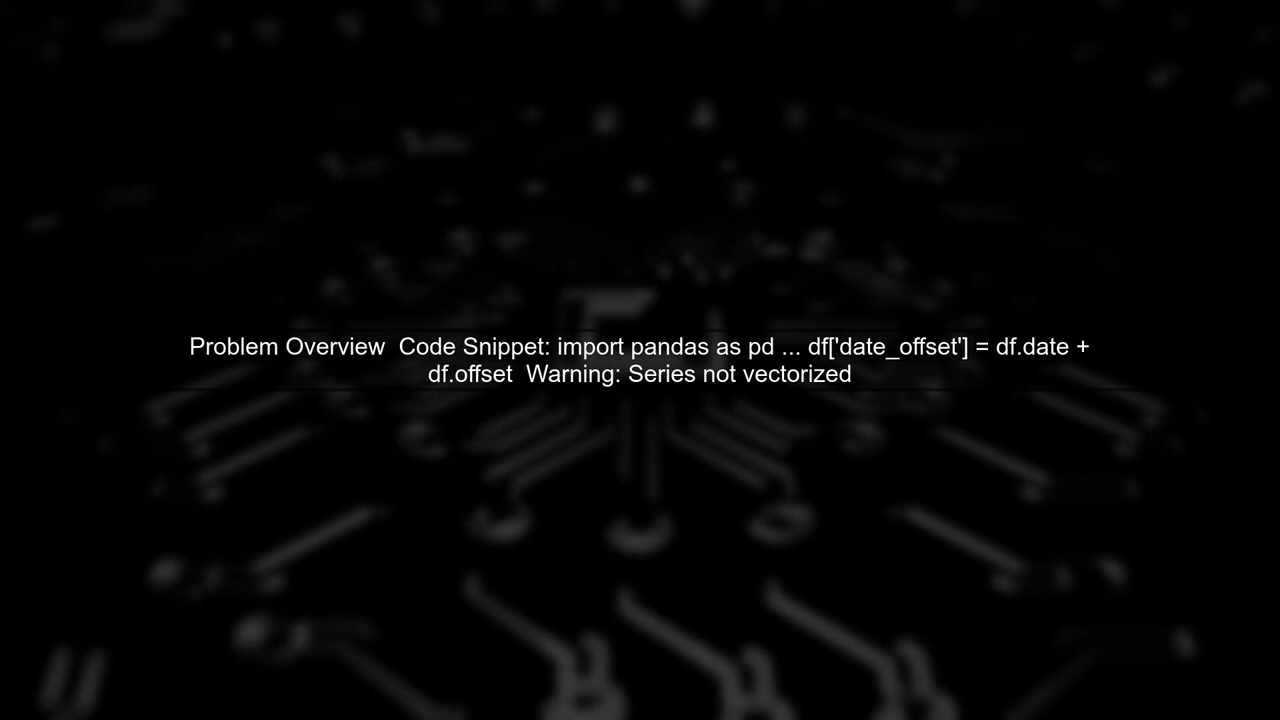 Problem Overview  Code Snippet: import pandas as pd ... df['date_offset'] = df.date +
df.offset  Warning: Series not vectorized